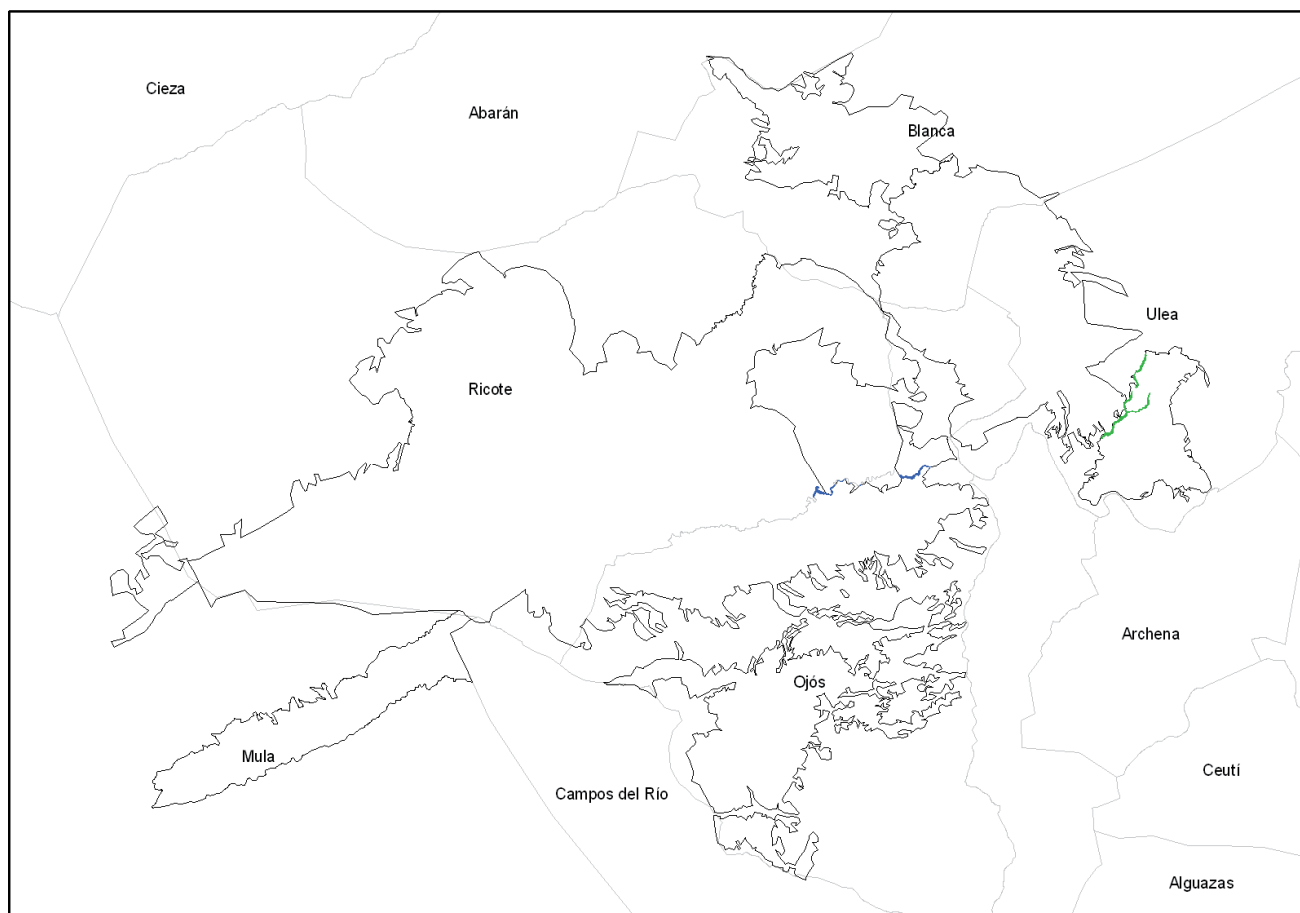 Cieza
Abarán
Blanca
Ulea
Ricote
Archena
Ojós
Mula
Ceutí
Campos del Río
Alguazas